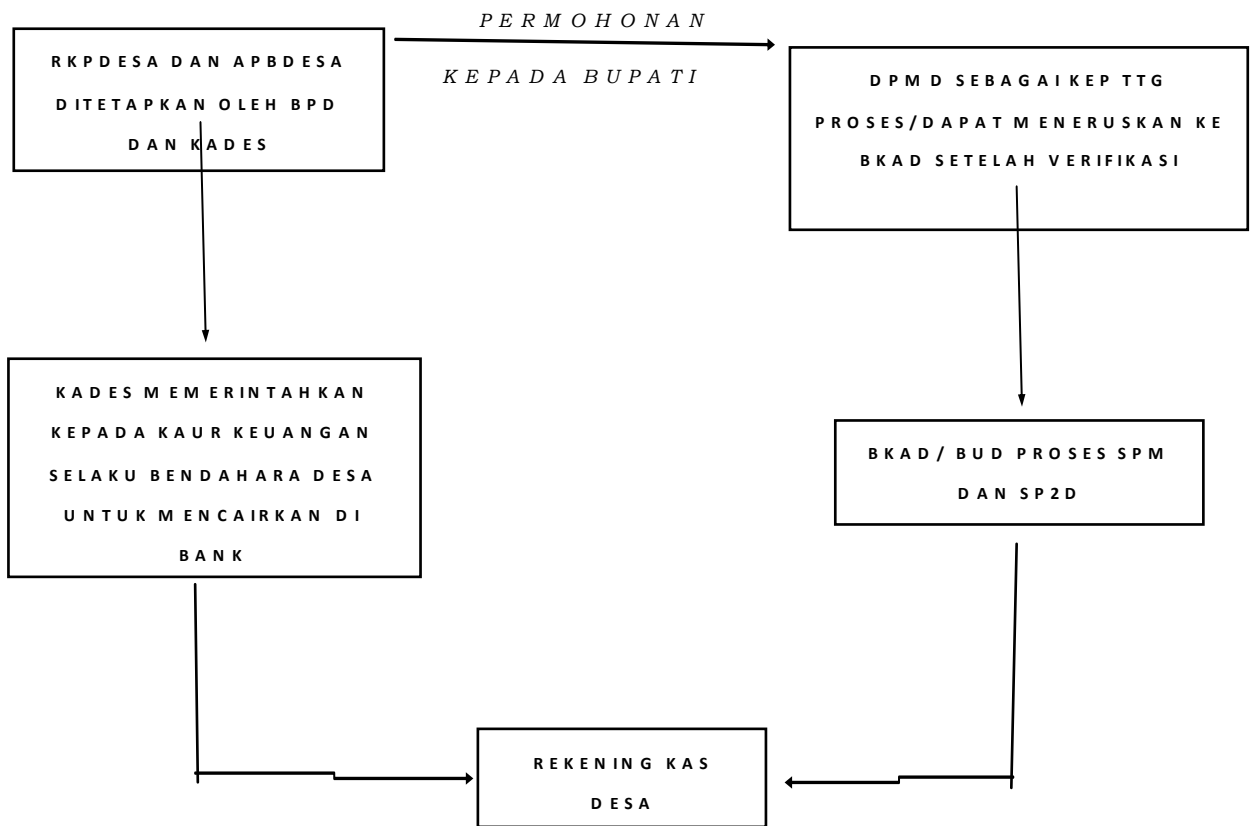 PERMOHONAN
KEPADA BUPATI
RKPDESA DAN APBDESA
DITETAPKAN OLEH BPD
DAN KADES
DPMD SEBAGAI KEP TTG
PROSES/DAPAT MENERUSKAN KE
BKAD SETELAH VERIFIKASI
KADES MEMERINTAHKAN
KEPADA KAUR KEUANGAN
SELAKU BENDAHARA DESA
UNTUK MENCAIRKAN DI
BANK
BKAD/ BUD PROSES SPM
DAN SP2D
REKENING KAS
DESA